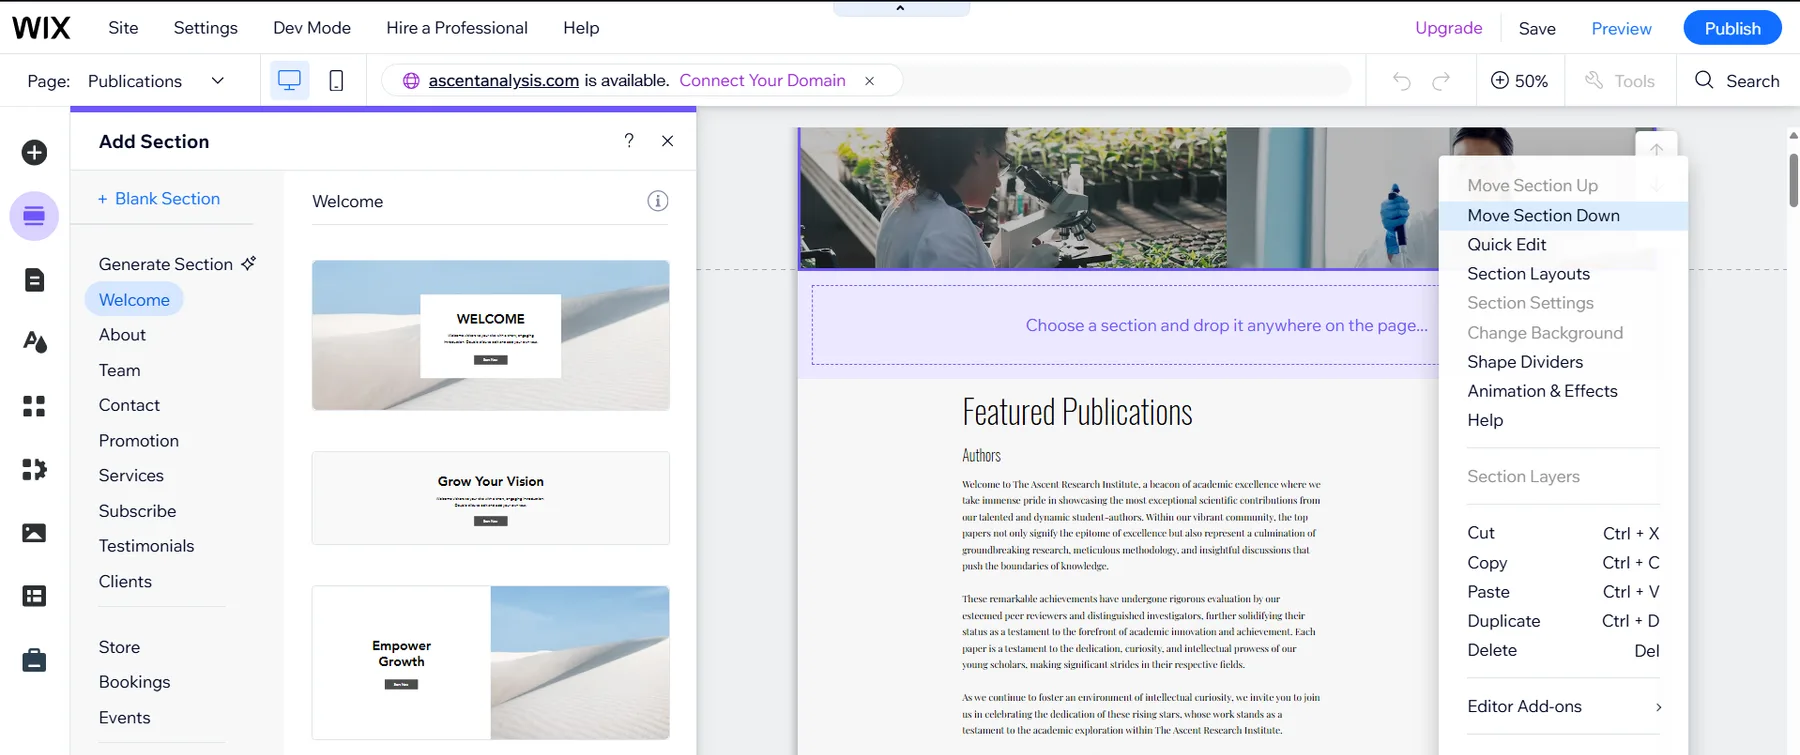 WIX
Site
Settings
Dev Mode
Hire a Professional
Help
Upgrade
Save
Preview
Publish
Page: Publications
ascentanalysis.com is available. Connect Your Domain
50%
Tools
Search
Add Section
?
+ Blank Section
Generate Section
Welcome
About
Team
Contact
Promotion
Services
Subscribe
Testimonials
Clients
Store
Bookings
Events
Welcome
WELCOME
Grow Your Vision
Empower
Growth
Choose a section and drop it anywhere on the page...
Featured Publications
Authors
Welcome to The Ascent Research Institute, a beacon of academic excellence where we
take immense pride in showcasing the most exceptional scientific contributions from
our talented and dynamic student-authors. Within our vibrant community, the top
papers not only signify the epitome of excellence but also represent a culmination of
groundbreaking research, meticulous methodology, and insightful discussions that
push the boundaries of knowledge.
These remarkable achievements have undergone rigorous evaluation by our
esteemed peer reviewers and distinguished investigators, further solidifying their
status as a testament to the forefront of academic innovation and achievement. Each
paper is a testament to the dedication, curiosity, and intellectual prowess of our
young scholars, making significant strides in their respective fields.
As we continue to foster an environment of intellectual curiosity, we invite you to join
us in celebrating the dedication of these rising stars, whose work stands as a
testament to the academic exploration within The Ascent Research Institute.
Move Section Up
Move Section Down
Quick Edit
Section Layouts
Section Settings
Change Background
Shape Dividers
Animation & Effects
Help
Section Layers
Cut Ctrl + X
Copy Ctrl + C
Paste Ctrl + V
Duplicate Ctrl + D
Delete Del
Editor Add-ons